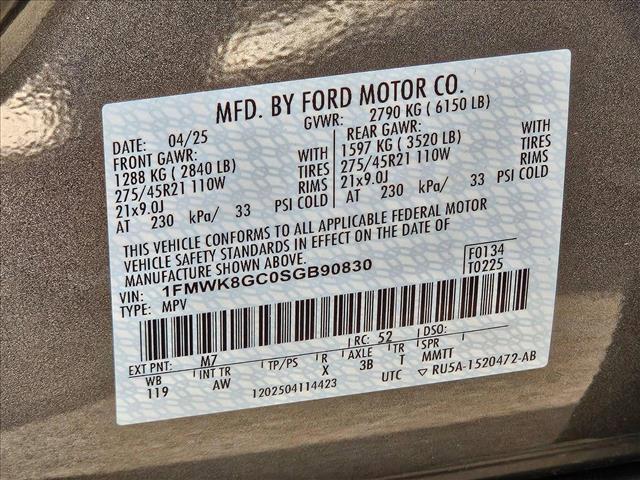 MFD. BY FORD MOTOR CO.
DATE: 04/25 GVWR: 2790 KG ( 6150 LB)
FRONT GAWR: REAR GAWR:
1288 KG ( 2840 LB) WITH 1597 KG ( 3520 LB) WITH
275/45R21 110W TIRES 275/45R21 110W TIRES
21x9.0J RIMS 21x9.0J RIMS
AT 230 kPa/ 33 PSI COLD AT 230 kPa/ 33 PSI COLD
THIS VEHICLE CONFORMS TO ALL APPLICABLE FEDERAL MOTOR
VEHICLE SAFETY STANDARDS IN EFFECT ON THE DATE OF
MANUFACTURE SHOWN ABOVE.
VIN: 1FMWK8GC0SGB90830 F0134
TYPE: MPV T0225
EXT PNT: M7 RC: 52 DSO:
WB INT TR TP/PS R AXLE TR SPR
119 AW X 3B T MMTT
1202504114423 UTC ▽ RU5A-1520472-AB